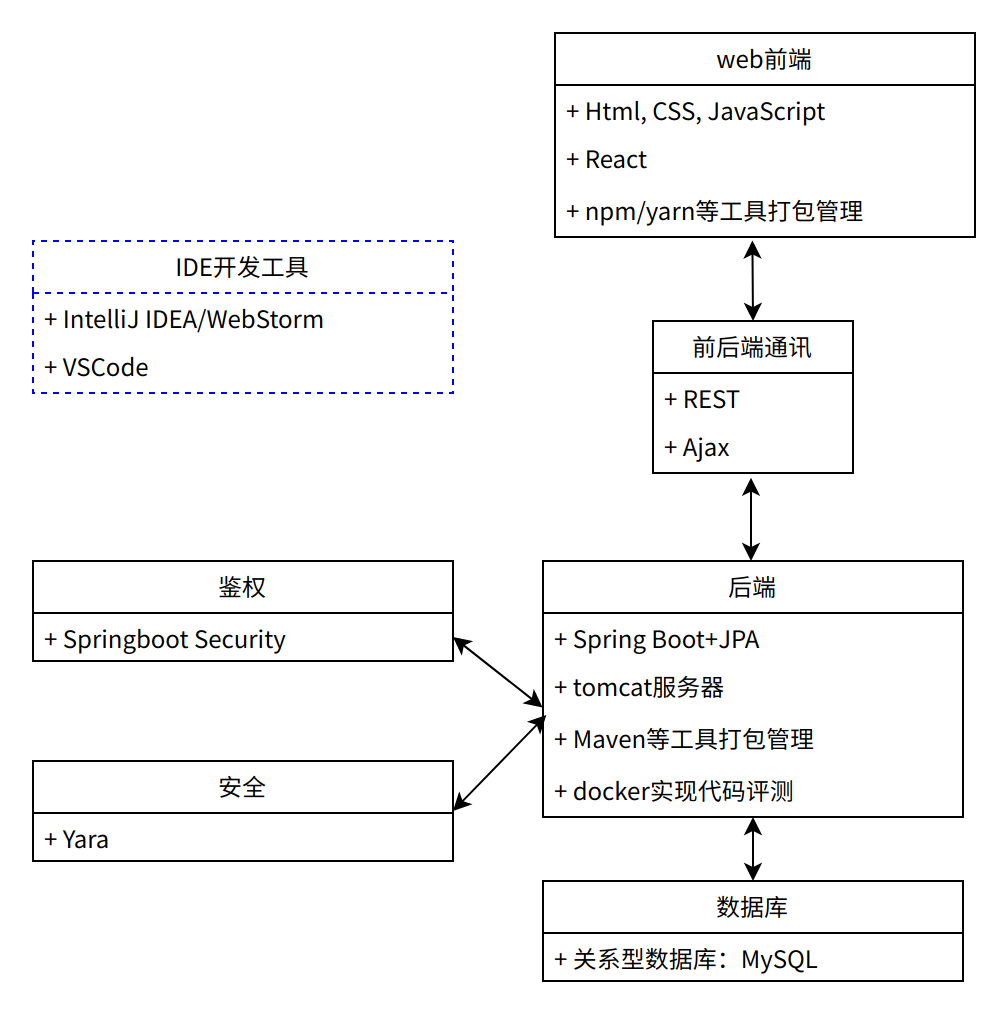 web前端
+ Html, CSS, JavaScript
+ React
+ npm/yarn等工具打包管理
IDE开发工具
+ IntelliJ IDEA/WebStorm
+ VSCode
前后端通讯
+ REST
+ Ajax
鉴权
+ Springboot Security
后端
+ Spring Boot+JPA
+ tomcat服务器
+ Maven等工具打包管理
+ docker实现代码评测
安全
+ Yara
数据库
+ 关系型数据库：MySQL